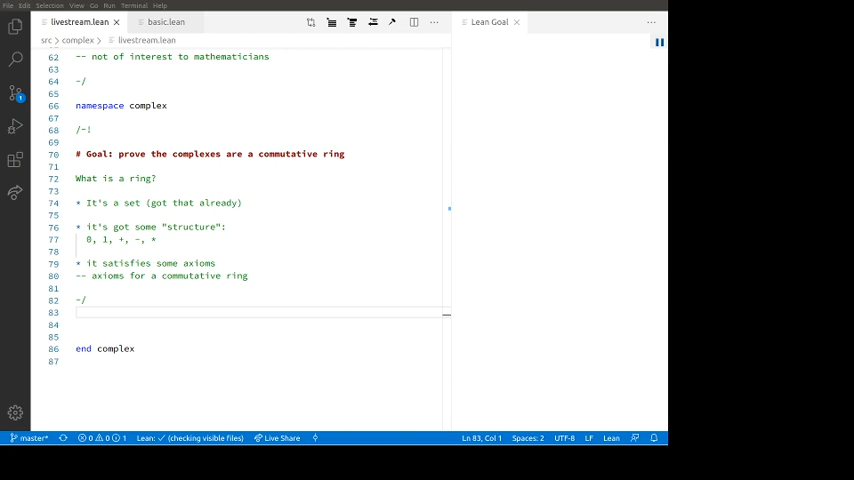 File Edit Selection View Go Run Terminal Help
livestream.lean
basic.lean
Lean Goal
src > complex > livestream.lean
62 -- not of interest to mathematicians
63
64 -/
65
66 namespace complex
67
68 /-!
69
70 # Goal: prove the complexes are a commutative ring
71
72 What is a ring?
73
74 * It's a set (got that already)
75
76 * it's got some "structure":
77 0, 1, +, -, *
78
79 * it satisfies some axioms
80 -- axioms for a commutative ring
81
82 -/
83
84
85
86 end complex
87
1
master* 0 0 1 Lean: ✓ (checking visible files) Live Share Ln 83, Col 1 Spaces: 2 UTF-8 LF Lean